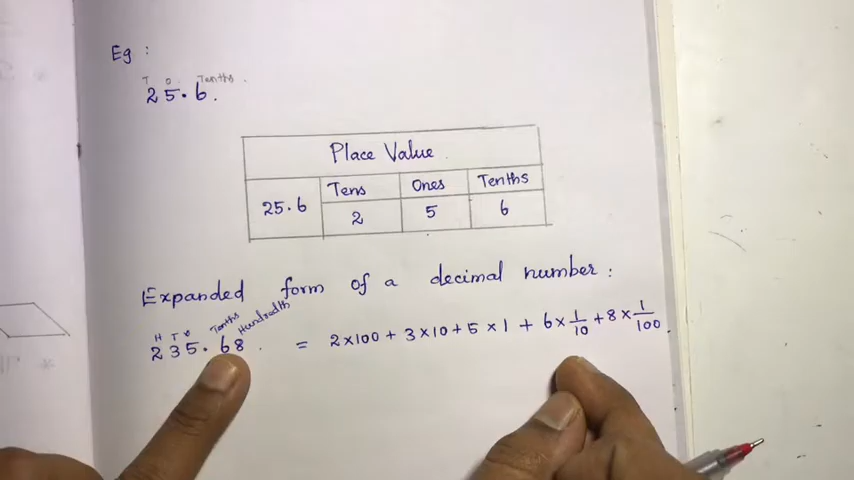 Eg :
T O Tenths
25.6.
Place Value
25.6 Tens Ones Tenths
2 5 6
Expanded form of a decimal number :
H T O Tenths Hundredth
235.68 = 2×100 + 3×10 + 5×1 + 6×1/10 + 8×1/100